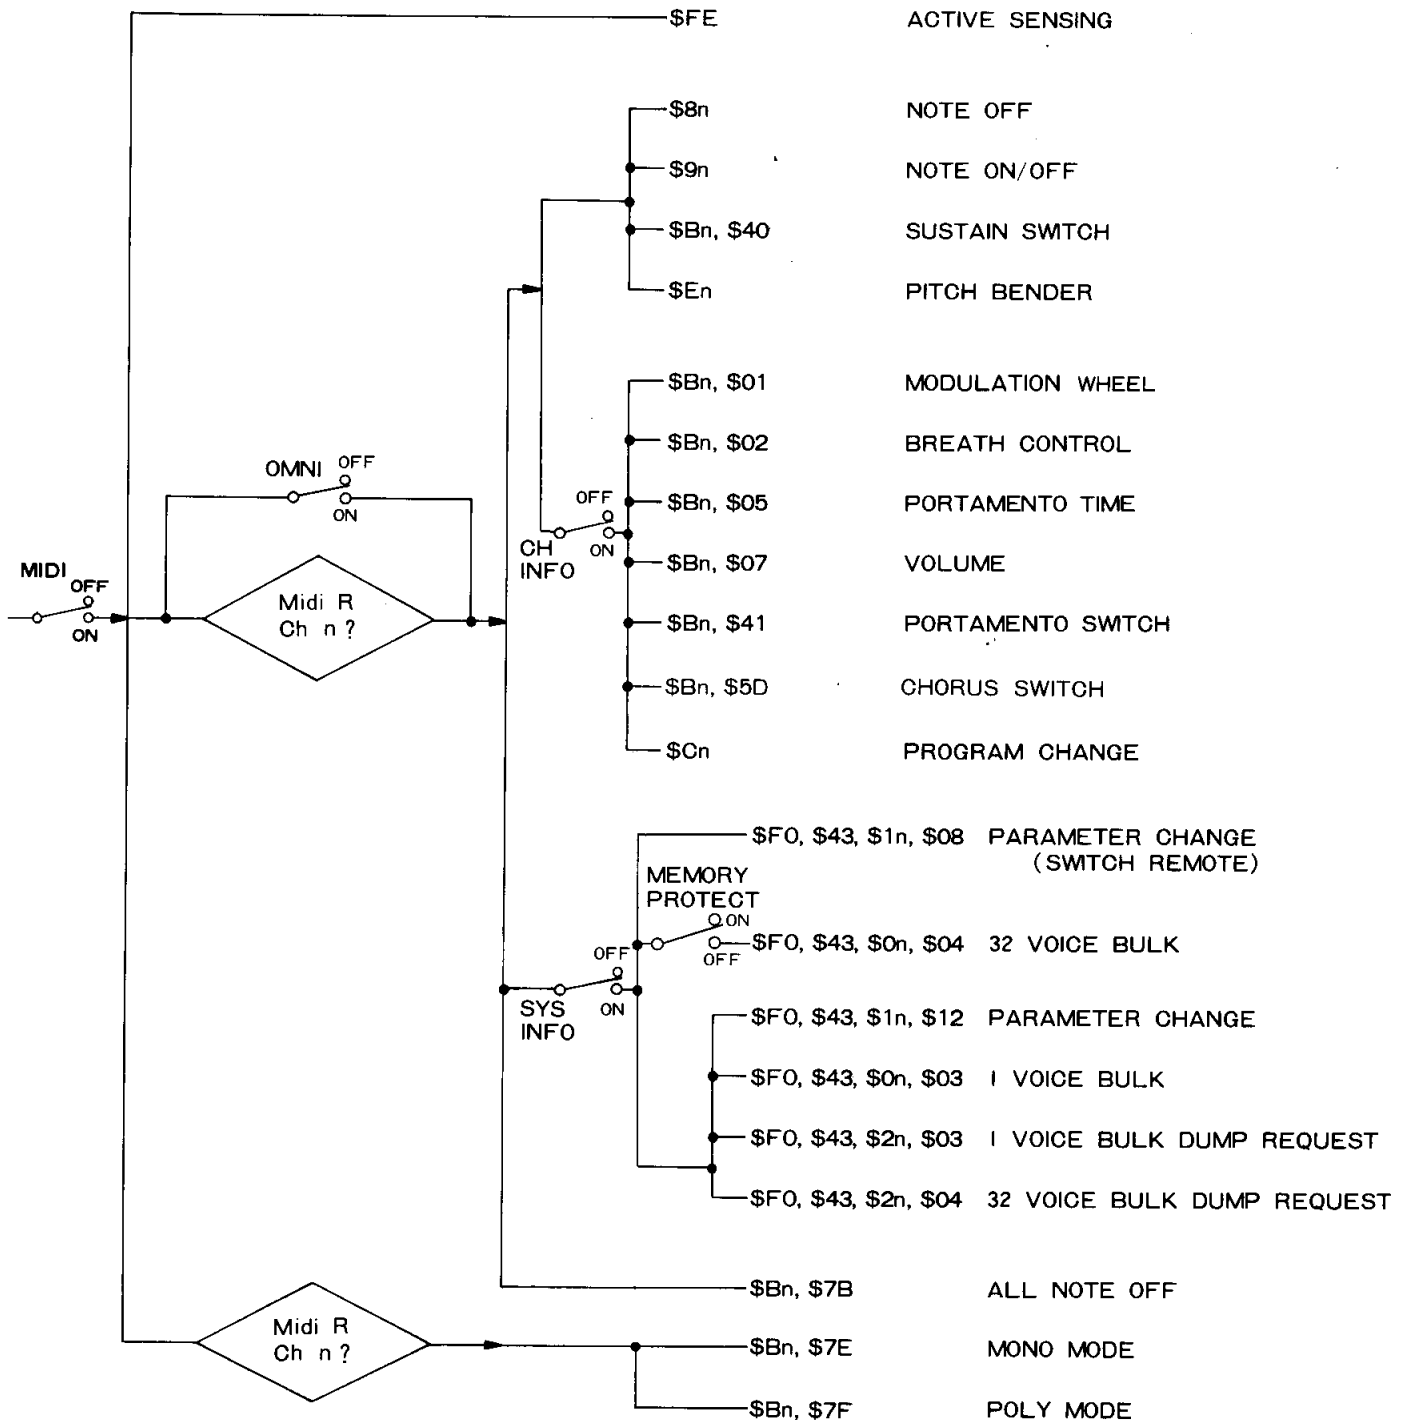 $FE ACTIVE SENSING
$8n NOTE OFF
$9n NOTE ON/OFF
$Bn, $40 SUSTAIN SWITCH
$En PITCH BENDER
$Bn, $01 MODULATION WHEEL
$Bn, $02 BREATH CONTROL
OMNI OFF
ON
OFF
$Bn, $05 PORTAMENTO TIME
CH ON
INFO
$Bn, $07 VOLUME
MIDI
OFF
ON
Midi R
Ch n ?
$Bn, $41 PORTAMENTO SWITCH
$Bn, $5D CHORUS SWITCH
$Cn PROGRAM CHANGE
$F0, $43, $1n, $08 PARAMETER CHANGE
(SWITCH REMOTE)
MEMORY
PROTECT
ON
OFF
$F0, $43, $0n, $04 32 VOICE BULK
OFF
SYS ON
INFO
$F0, $43, $1n, $12 PARAMETER CHANGE
$F0, $43, $0n, $03 1 VOICE BULK
$F0, $43, $2n, $03 1 VOICE BULK DUMP REQUEST
$F0, $43, $2n, $04 32 VOICE BULK DUMP REQUEST
$Bn, $7B ALL NOTE OFF
Midi R
Ch n ?
$Bn, $7E MONO MODE
$Bn, $7F POLY MODE